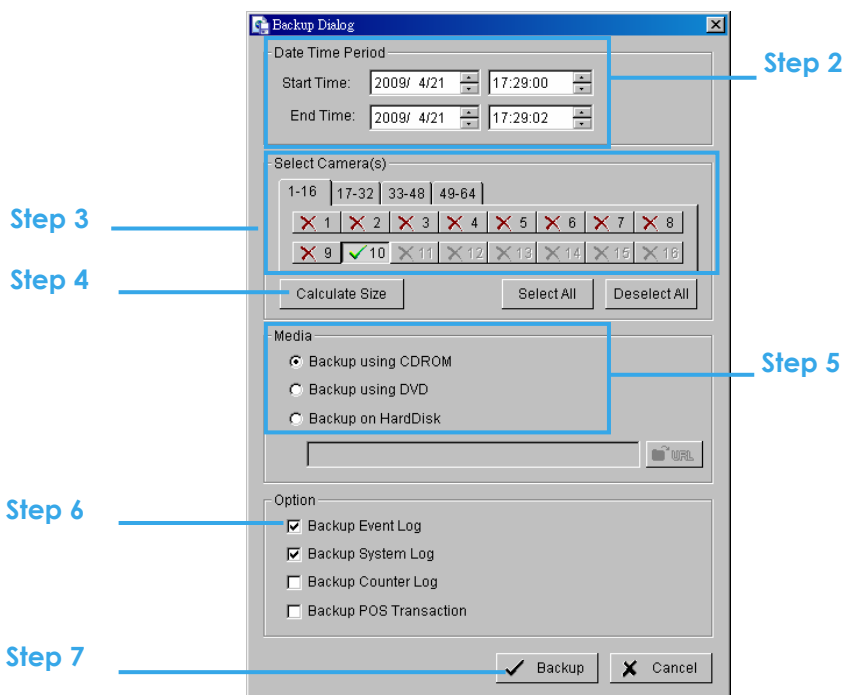 Backup Dialog
Date Time Period
Step 2
Start Time: 2009/ 4/21 17:29:00
End Time: 2009/ 4/21 17:29:02
Select Camera(s)
1-16 17-32 33-48 49-64
Step 3
1 2 3 4 5 6 7 8
9 10 11 12 13 14 15 16
Step 4
Calculate Size Select All Deselect All
Media
Backup using CDROM
Step 5
Backup using DVD
Backup on HardDisk
URL
Option
Step 6
Backup Event Log
Backup System Log
Backup Counter Log
Backup POS Transaction
Step 7
Backup Cancel